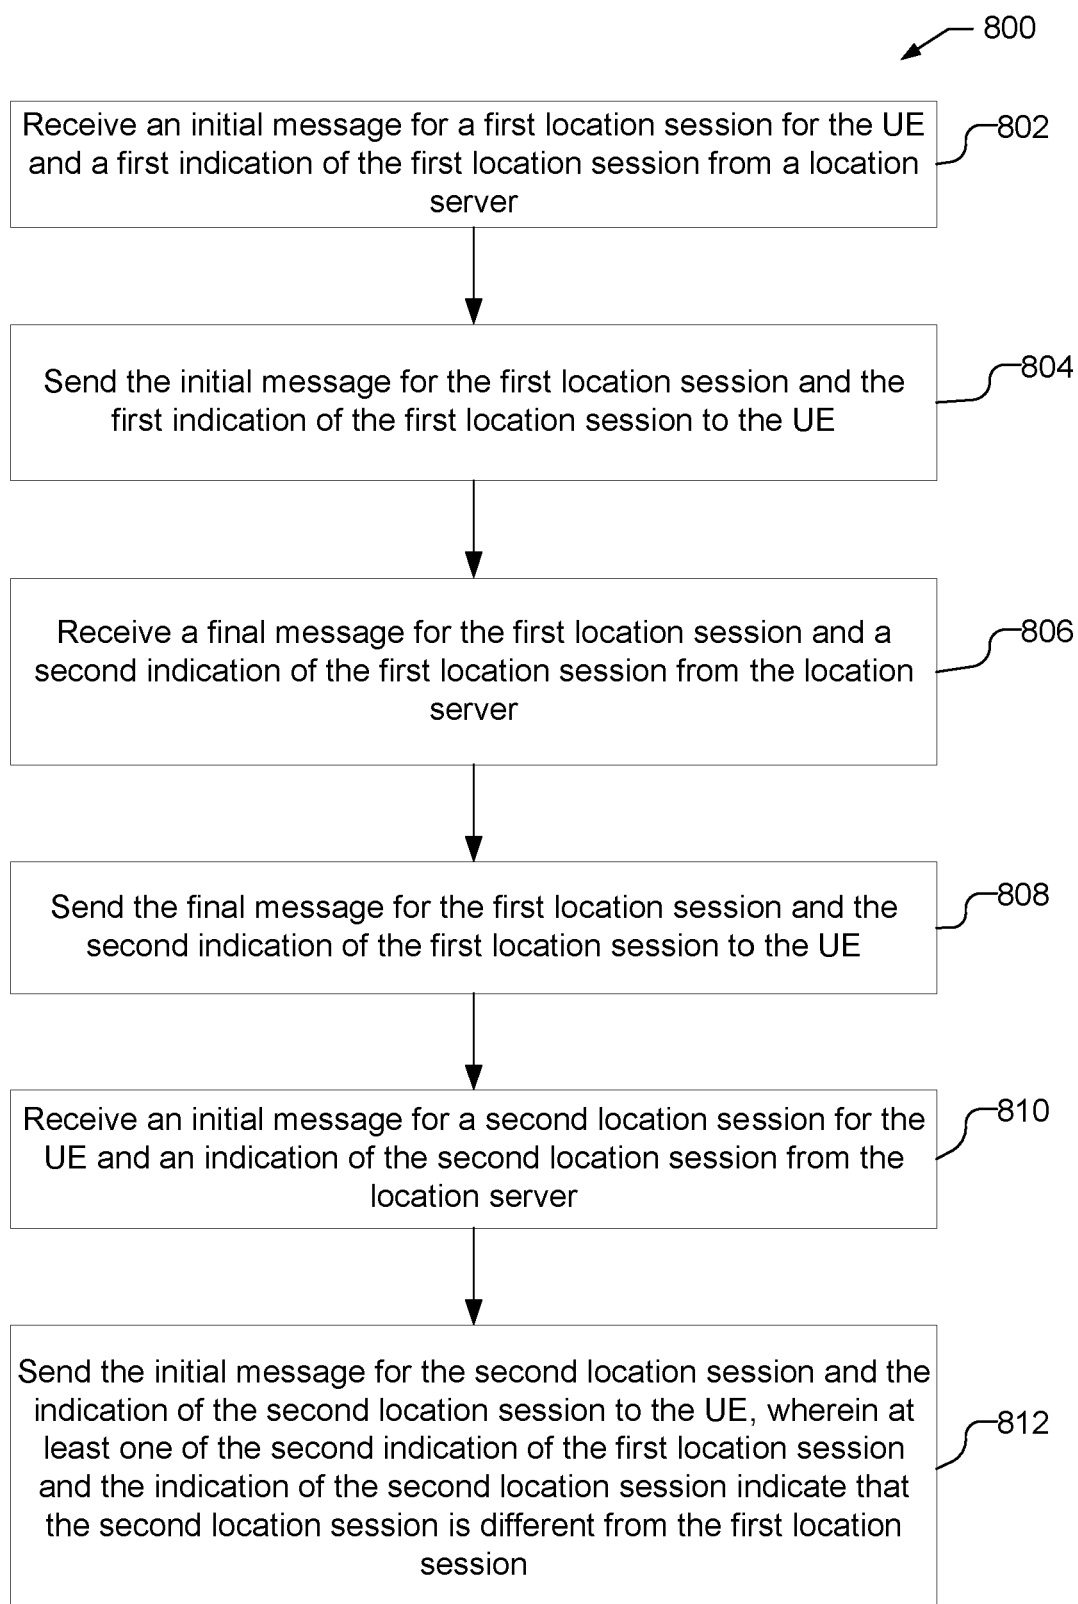 800
Receive an initial message for a first location session for the UE
and a first indication of the first location session from a location
server
802
Send the initial message for the first location session and the
first indication of the first location session to the UE
804
Receive a final message for the first location session and a
second indication of the first location session from the location
server
806
Send the final message for the first location session and the
second indication of the first location session to the UE
808
Receive an initial message for a second location session for the
UE and an indication of the second location session from the
location server
810
Send the initial message for the second location session and the
indication of the second location session to the UE, wherein at
least one of the second indication of the first location session
and the indication of the second location session indicate that
the second location session is different from the first location
session
812